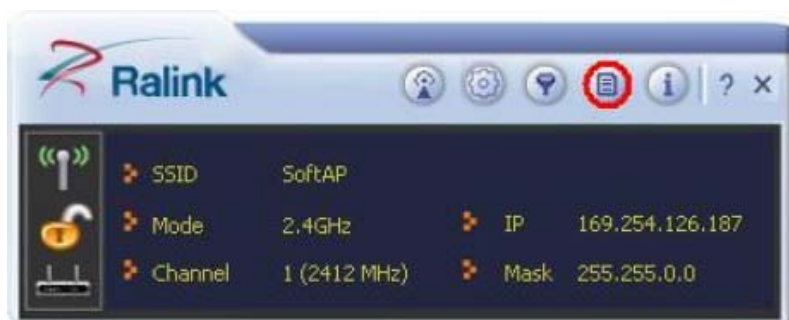 Ralink
i ? ×
SSID SoftAP
Mode 2.4GHz IP 169.254.126.187
Channel 1 (2412 MHz) Mask 255.255.0.0